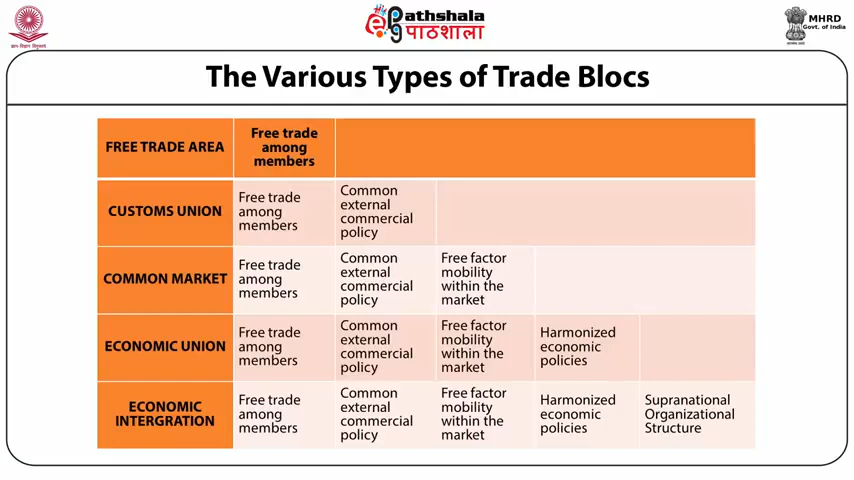 Pathshala
पाठशाला
MHRD
Govt. of India
The Various Types of Trade Blocs
FREE TRADE AREA
Free trade
among
members
CUSTOMS UNION
Free trade
among
members
Common
external
commercial
policy
COMMON MARKET
Free trade
among
members
Common
external
commercial
policy
Free factor
mobility
within the
market
ECONOMIC UNION
Free trade
among
members
Common
external
commercial
policy
Free factor
mobility
within the
market
Harmonized
economic
policies
ECONOMIC
INTERGRATION
Free trade
among
members
Common
external
commercial
policy
Free factor
mobility
within the
market
Harmonized
economic
policies
Supranational
Organizational
Structure